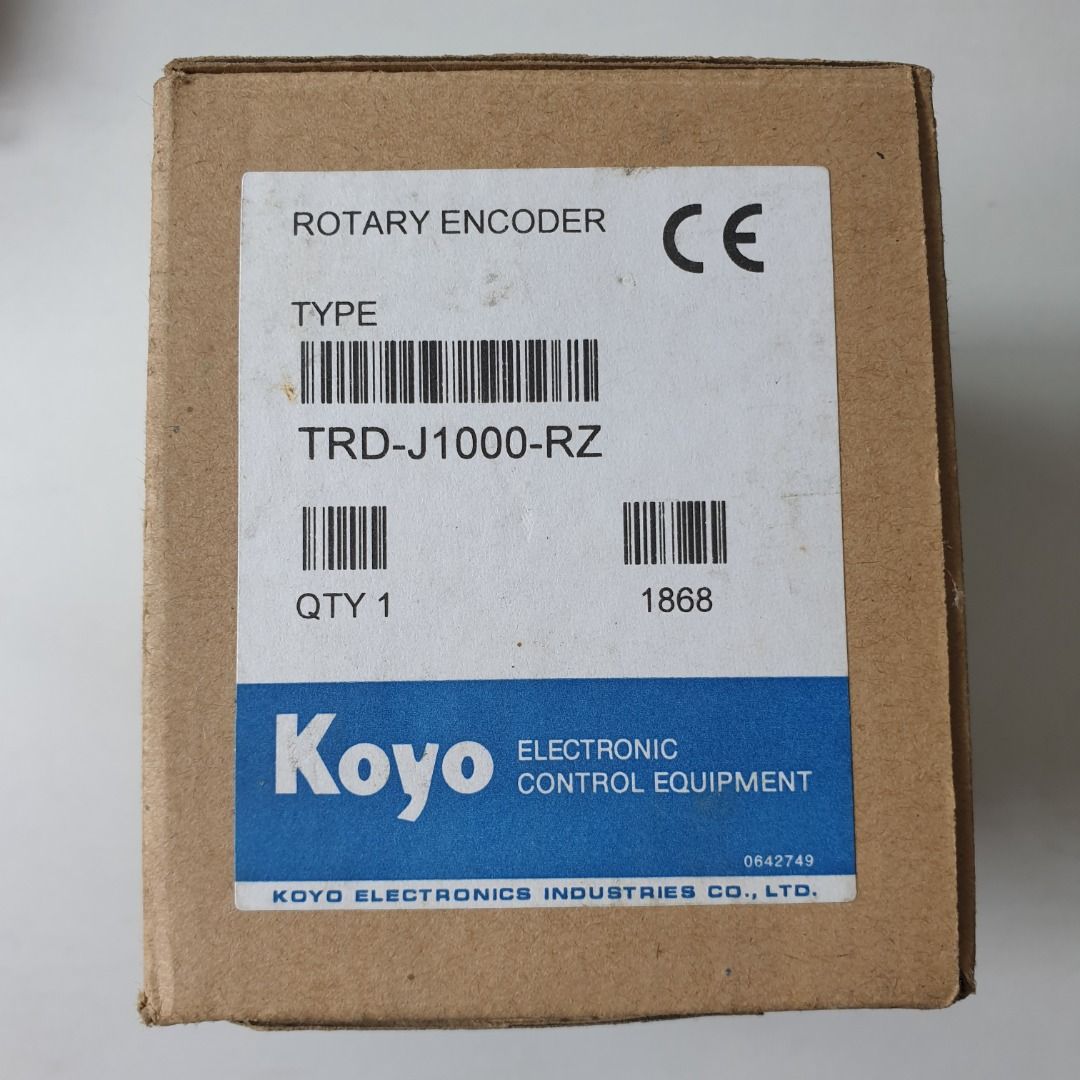 ROTARY ENCODER
CE
TYPE
TRD-J1000-RZ
QTY 1
1868
Koyo
ELECTRONIC
CONTROL EQUIPMENT
0642749
KOYO ELECTRONICS INDUSTRIES CO., LTD.